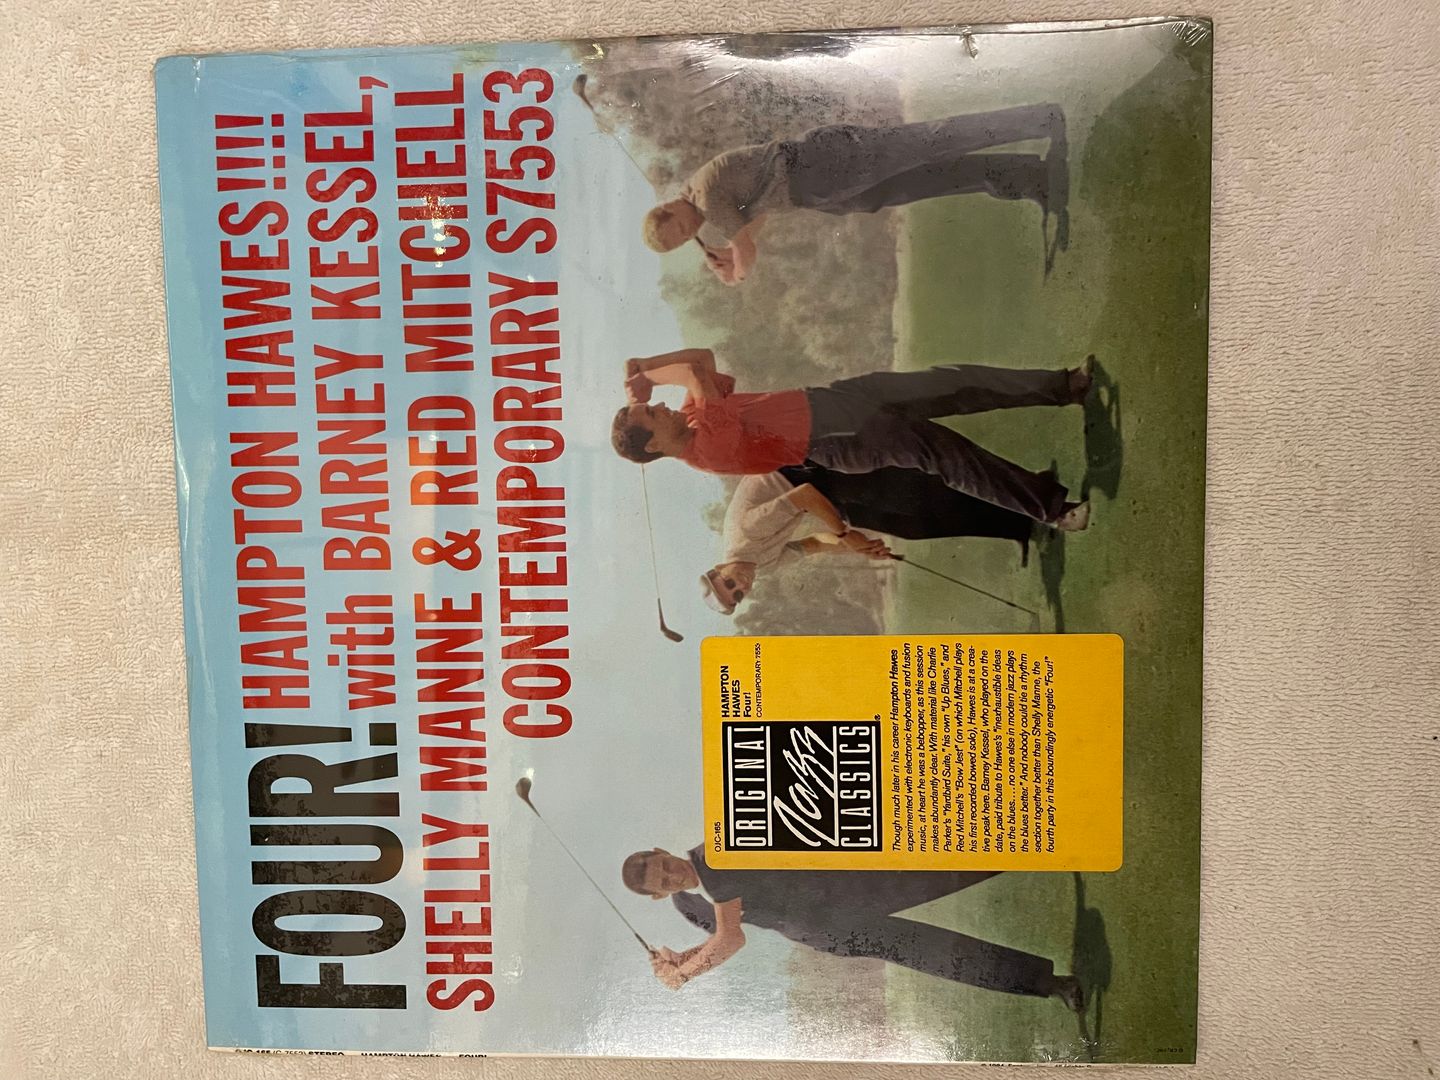 FOUR! HAMPTON HAWES!!!!
with BARNEY KESSEL,
SHELLY MANNE & RED MITCHELL
CONTEMPORARY S7553
OJC-165
ORIGINAL
Jazz
CLASSICS®
HAMPTON
HAWES
Four!
CONTEMPORARY 7553
Though much later in his career Hampton Hawes
experimented with electronic keyboards and fusion
music, at heart he was a bebopper, as this session
makes abundantly clear. With material like Charlie
Parker's "Yardbird Suite," his own "Up Blues," and
Red Mitchell's "Bow Jest" (on which Mitchell plays
his first recorded bowed solo), Hawes is at a crea-
tive peak here. Barney Kessel, who played on the
date, paid tribute to Hawes's "inexhaustible ideas
on the blues. . . . no one else in modern jazz plays
the blues better." And nobody could tie a rhythm
section together better than Shelly Manne, the
fourth party in this boundingly energetic "Four!"
OJC-165 (C-7553) STEREO HAMPTON HAWES FOUR!